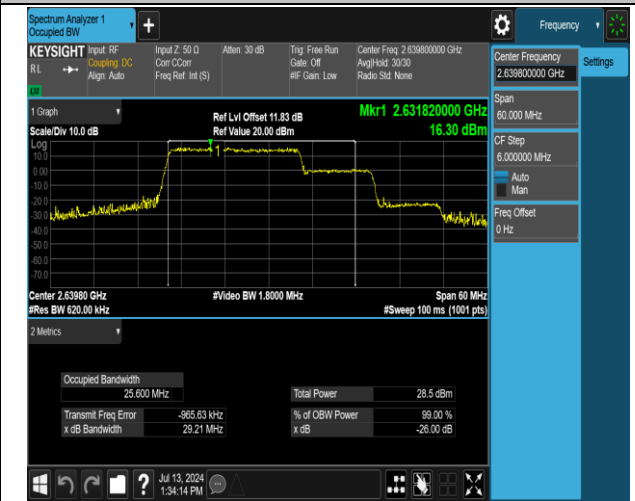 Spectrum Analyzer 1
Occupied BW
+
Frequency
KEYSIGHT
RL
Input: RF
Coupling: DC
Align: Auto
Input Z: 50 Ω
Corr CCorr
Freq Ref: Int (S)
Atten: 30 dB
Trig: Free Run
Gate: Off
#IF Gain: Low
Center Freq: 2.639800000 GHz
Avg|Hold: 30/30
Radio Std: None
LNI
Center Frequency
2.639800000 GHz
Settings
Span
60.000 MHz
CF Step
6.000000 MHz
Auto
Man
Freq Offset
0 Hz
1 Graph
Scale/Div 10.0 dB
Ref Lvl Offset 11.83 dB
Ref Value 20.00 dBm
Mkr1 2.631820000 GHz
16.30 dBm
Log
10.0
0.00
-10.0
-20.0
-30.0
-40.0
-50.0
-60.0
-70.0
1
Center 2.63980 GHz
#Res BW 620.00 kHz
#Video BW 1.8000 MHz
Span 60 MHz
#Sweep 100 ms (1001 pts)
2 Metrics
Occupied Bandwidth
25.600 MHz
Total Power 28.5 dBm
Transmit Freq Error -965.63 kHz
% of OBW Power 99.00 %
x dB Bandwidth 29.21 MHz
x dB -26.00 dB
?
Jul 13, 2024
1:34:14 PM